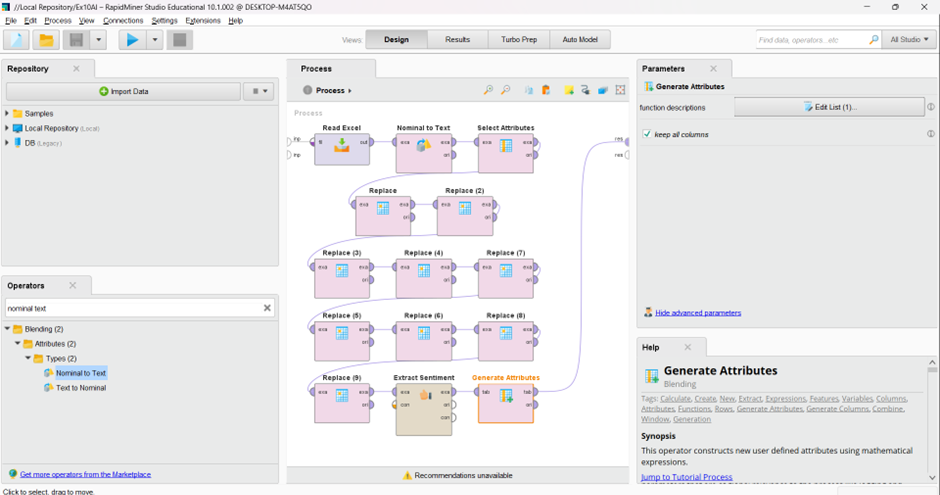 //Local Repository/Ex10AI – RapidMiner Studio Educational 10.1.002 @ DESKTOP-M4AT5QO
File Edit Process View Connections Settings Extensions Help
Views: Design Results Turbo Prep Auto Model Find data, operators...etc All Studio
Repository
Import Data
Samples
Local Repository (Local)
DB (Legacy)
Operators
nominal text
Blending (2)
Attributes (2)
Types (2)
Nominal to Text
Text to Nominal
Get more operators from the Marketplace
Click to select, drag to move.
Process
Process
Process
inp
inp
res
res
Read Excel Nominal to Text Select Attributes
fil out exa exa ori exa exa ori
Replace Replace (2)
exa exa ori exa exa ori
Replace (3) Replace (4) Replace (7)
exa exa ori exa exa ori exa exa ori
Replace (5) Replace (6) Replace (8)
exa exa ori exa exa ori exa exa ori
Replace (9) Extract Sentiment Generate Attributes
exa exa ori exa con exa ori con tab tab ori
Recommendations unavailable
Parameters
Generate Attributes
function descriptions Edit List (1)...
keep all columns
Hide advanced parameters
Help
Generate Attributes
Blending
Tags: Calculate, Create, New, Extract, Expressions, Features, Variables, Columns,
Attributes, Functions, Rows, Generate Attributes, Generate Columns, Combine,
Window, Generation
Synopsis
This operator constructs new user defined attributes using mathematical
expressions.
Jump to Tutorial Process